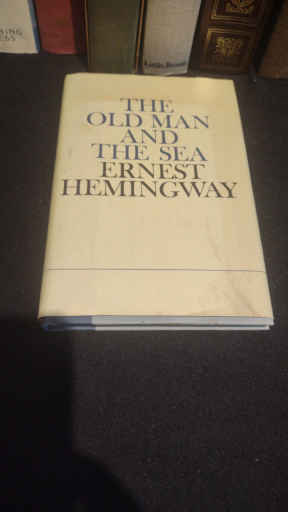 THE
OLD MAN
AND
THE SEA
ERNEST
HEMINGWAY